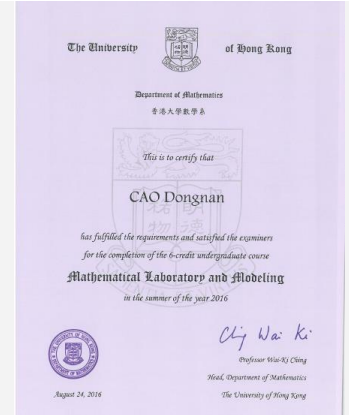 The University of Hong Kong
Department of Mathematics
香港大學數學系
This is to certify that
CAO Dongnan
has fulfilled the requirements and satisfied the examiners
for the completion of the 6-credit undergraduate course
Mathematical Laboratory and Modeling
in the summer of the year 2016
Ching Wai Ki
Professor Wai-Ki Ching
Head, Department of Mathematics
August 24, 2016
The University of Hong Kong